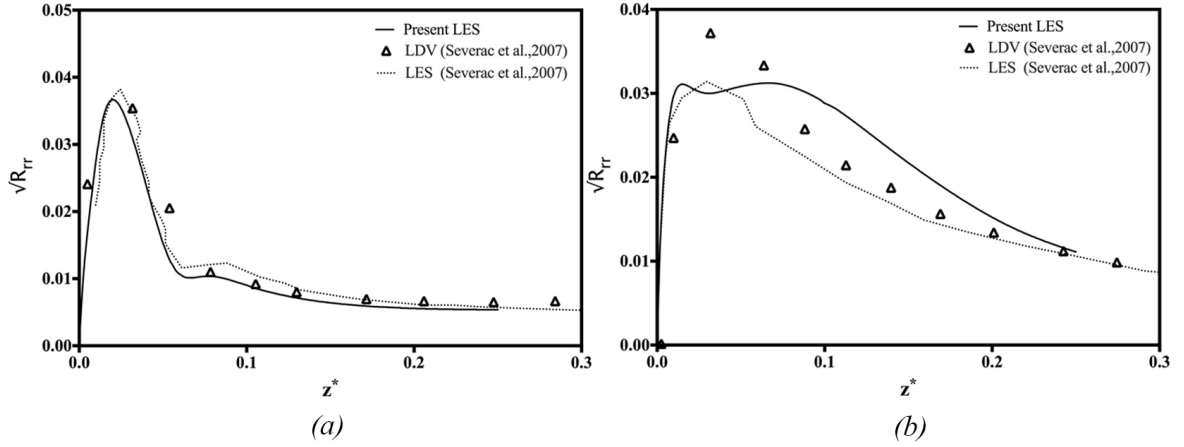 0.05
0.04
0.03
0.02
0.01
0.00
√Rrr
0.0
0.1
0.2
0.3
z*
Present LES
LDV (Severac et al.,2007)
LES (Severac et al.,2007)
(a)
0.04
0.03
0.02
0.01
0.00
√Rrr
0.0
0.1
0.2
0.3
z*
Present LES
LDV (Severac et al.,2007)
LES (Severac et al.,2007)
(b)